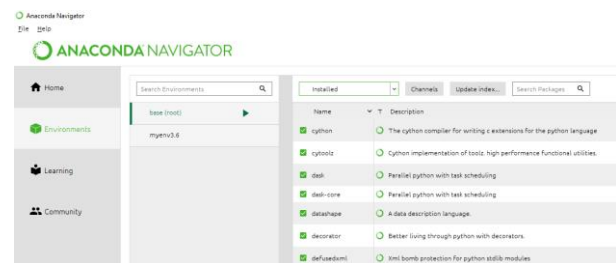 Anaconda Navigator
File Help
ANACONDA NAVIGATOR
Home
Search Environments
Installed
Channels
Update index...
Search Packages
base (root)
Name
T Description
Environments
myenv3.6
cython
The cython compiler for writing c extensions for the python language
cytoolz
Cython implementation of toolz. high performance functional utilities.
Learning
dask
Parallel python with task scheduling
dask-core
Parallel python with task scheduling
Community
datashape
A data description language.
decorator
Better living through python with decorators.
defusedxml
Xml bomb protection for python stdlib modules